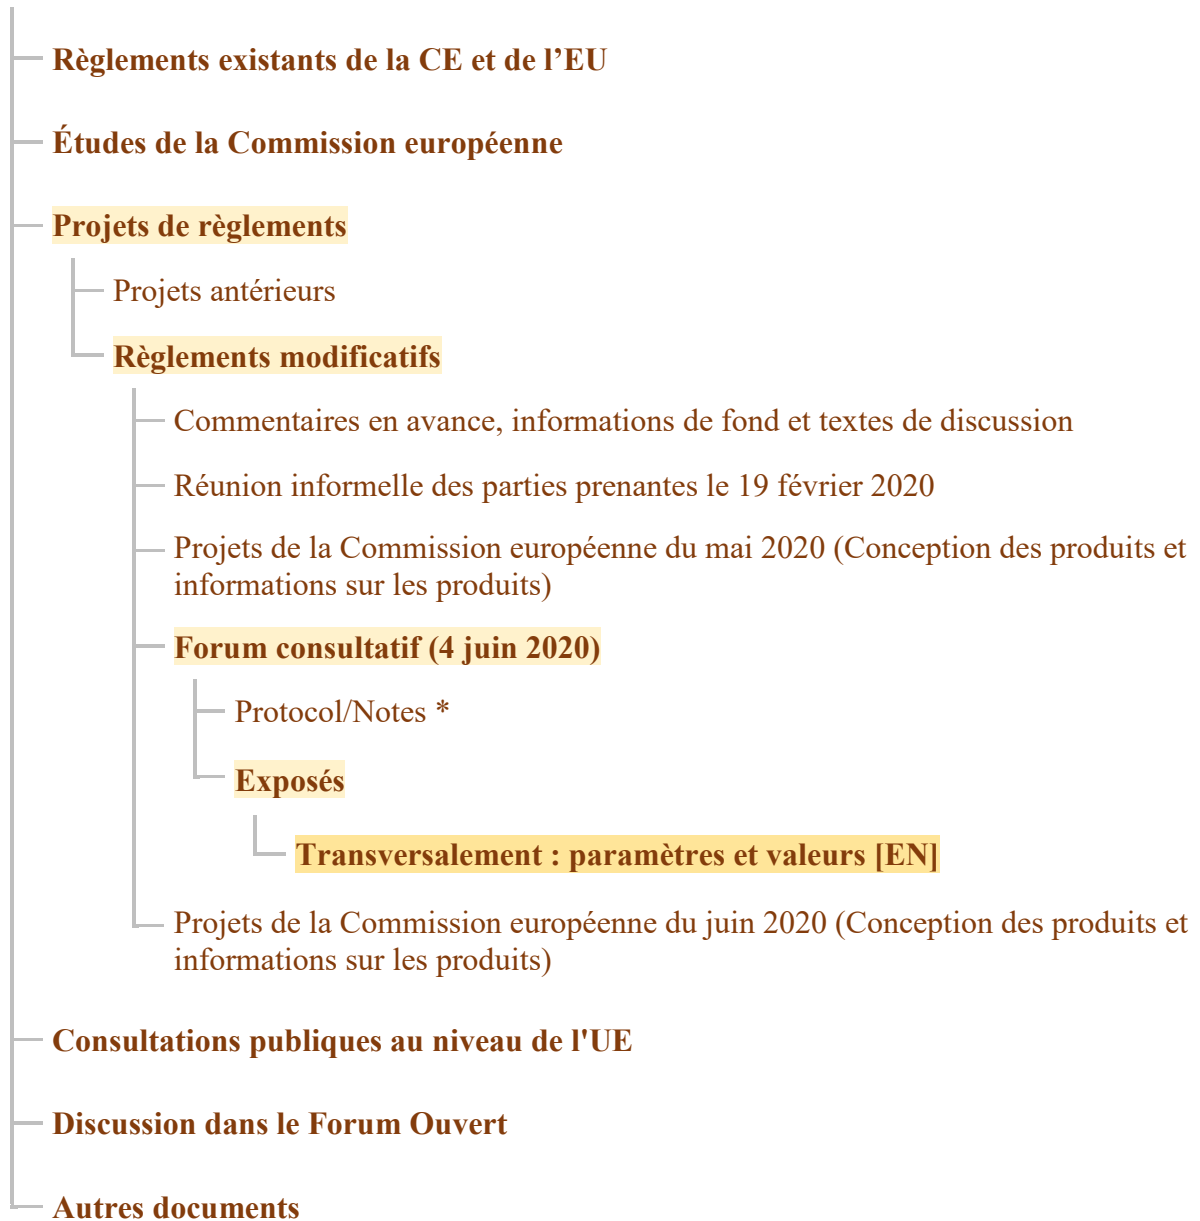 Règlements existants de la CE et de l’EU
Études de la Commission européenne
Projets de règlements
Projets antérieurs
Règlements modificatifs
Commentaires en avance, informations de fond et textes de discussion
Réunion informelle des parties prenantes le 19 février 2020
Projets de la Commission européenne du mai 2020 (Conception des produits et
informations sur les produits)
Forum consultatif (4 juin 2020)
Protocol/Notes *
Exposés
Transversalement : paramètres et valeurs [EN]
Projets de la Commission européenne du juin 2020 (Conception des produits et
informations sur les produits)
Consultations publiques au niveau de l'UE
Discussion dans le Forum Ouvert
Autres documents